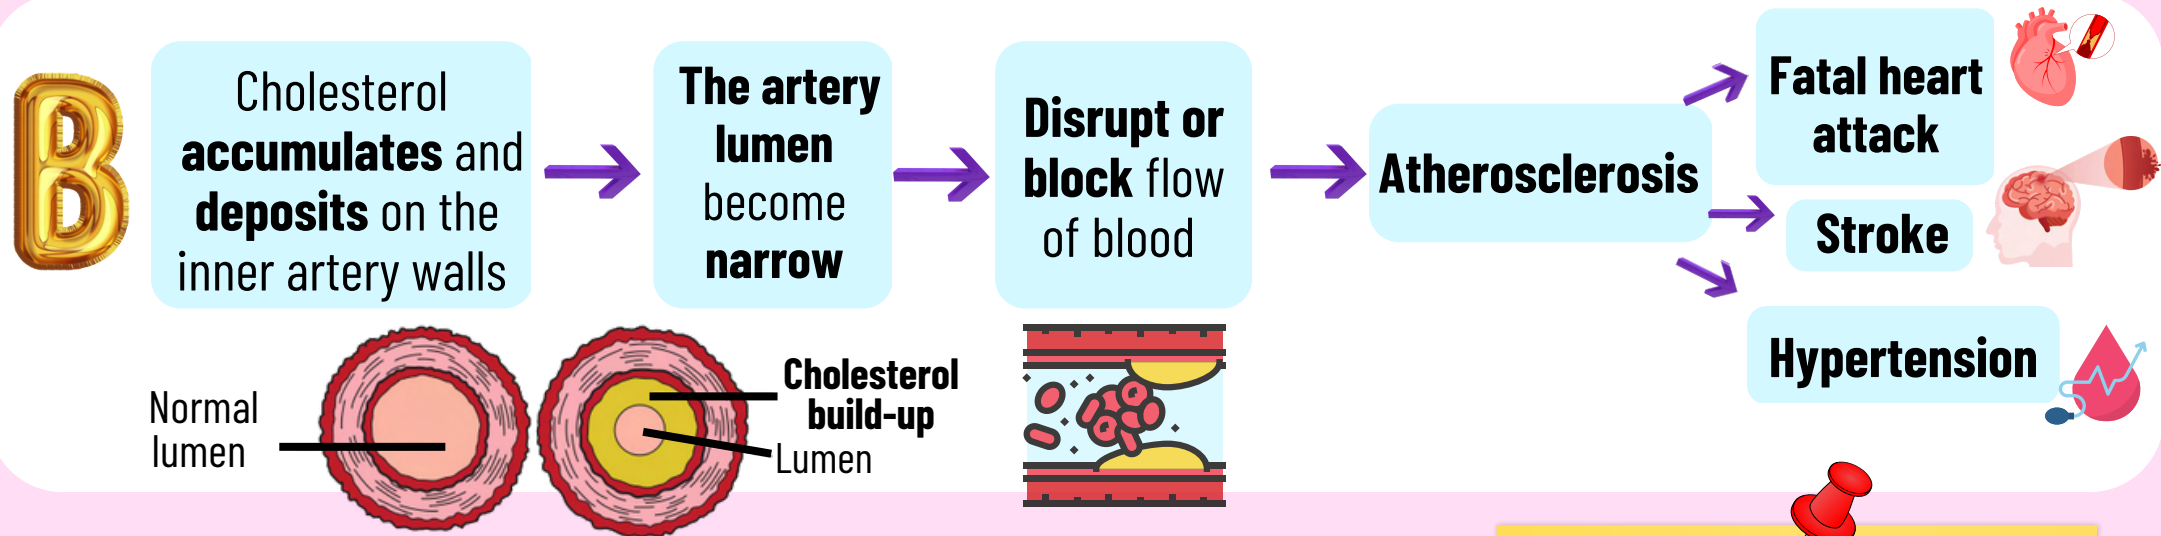 B
Cholesterol
accumulates and
deposits on the
inner artery walls
The artery
lumen
become
narrow
Disrupt or
block flow
of blood
Atherosclerosis
Fatal heart
attack
Stroke
Hypertension
Normal
lumen
Cholesterol
build-up
Lumen